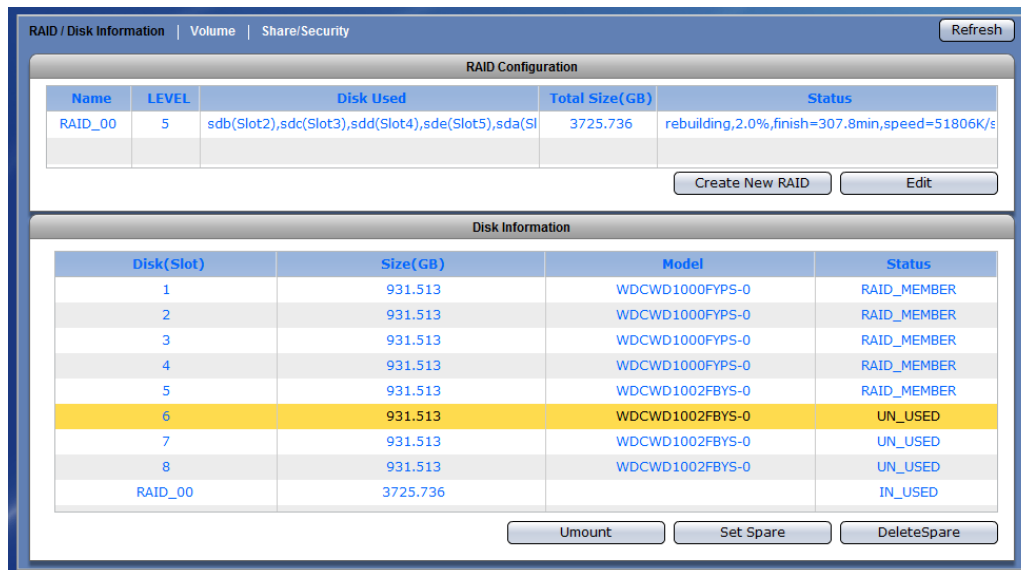 RAID / Disk Information | Volume | Share/Security Refresh
RAID Configuration
Name LEVEL Disk Used Total Size(GB) Status
RAID_00 5 sdb(Slot2),sdc(Slot3),sdd(Slot4),sde(Slot5),sda(Sl 3725.736 rebuilding,2.0%,finish=307.8min,speed=51806K/s
Create New RAID Edit
Disk Information
Disk(Slot) Size(GB) Model Status
1 931.513 WDCWD1000FYPS-0 RAID_MEMBER
2 931.513 WDCWD1000FYPS-0 RAID_MEMBER
3 931.513 WDCWD1000FYPS-0 RAID_MEMBER
4 931.513 WDCWD1000FYPS-0 RAID_MEMBER
5 931.513 WDCWD1002FBYS-0 RAID_MEMBER
6 931.513 WDCWD1002FBYS-0 UN_USED
7 931.513 WDCWD1002FBYS-0 UN_USED
8 931.513 WDCWD1002FBYS-0 UN_USED
RAID_00 3725.736 IN_USED
Umount Set Spare DeleteSpare